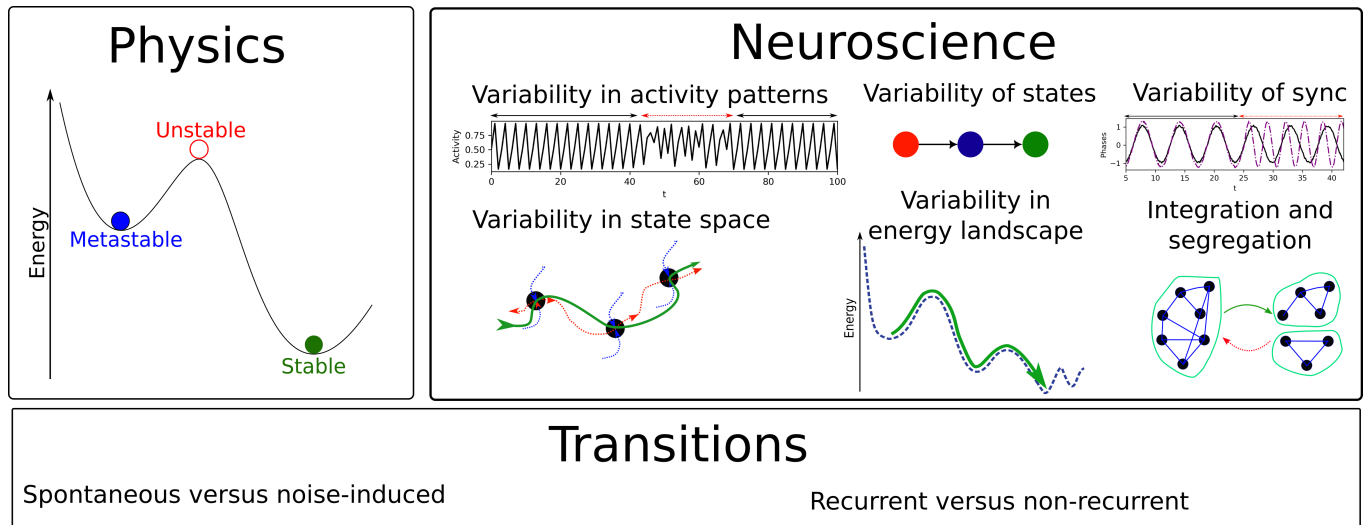 Physics
Energy
Unstable
Metastable
Stable
Neuroscience
Variability in activity patterns
Activity
0.75
0.50
0.25
0 20 40 60 80 100
t
Variability of states
Variability of sync
Phases
1
0
−1
5 10 15 20 25 30 35 40
t
Variability in state space
Variability in
energy landscape
Energy
Integration and
segregation
Transitions
Spontaneous versus noise-induced
Recurrent versus non-recurrent